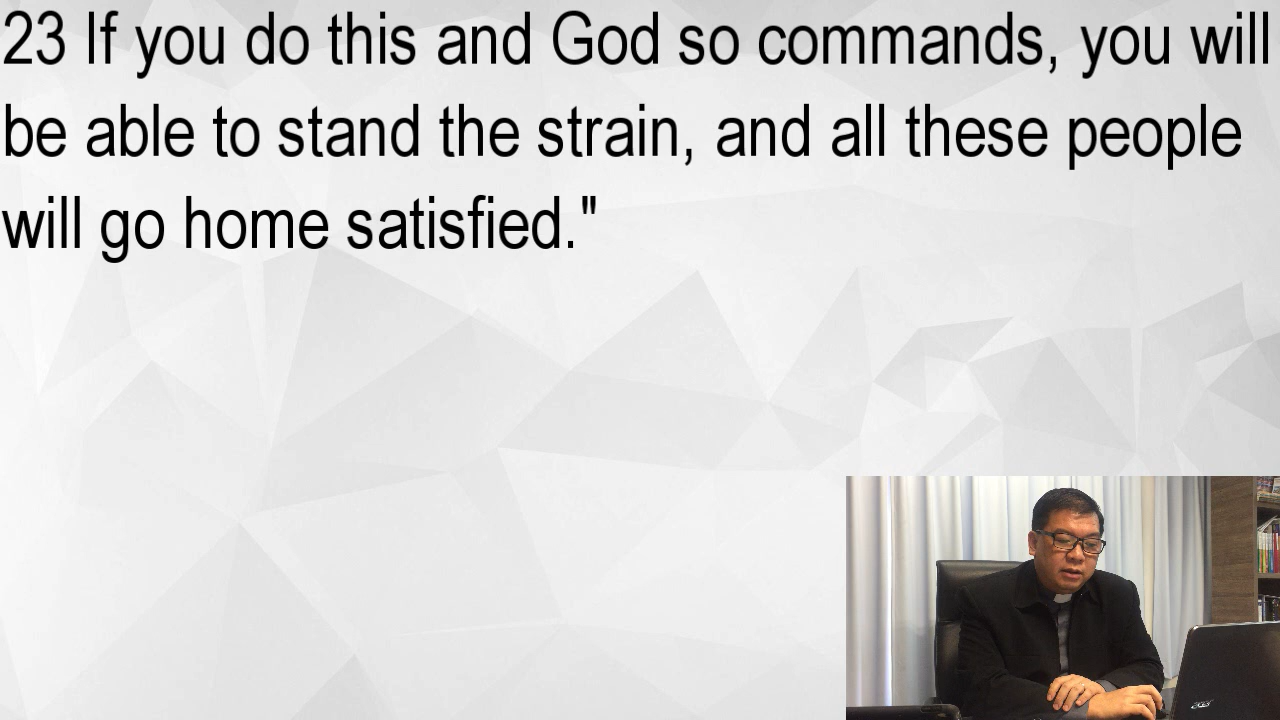 23 If you do this and God so commands, you will
be able to stand the strain, and all these people
will go home satisfied."
acer